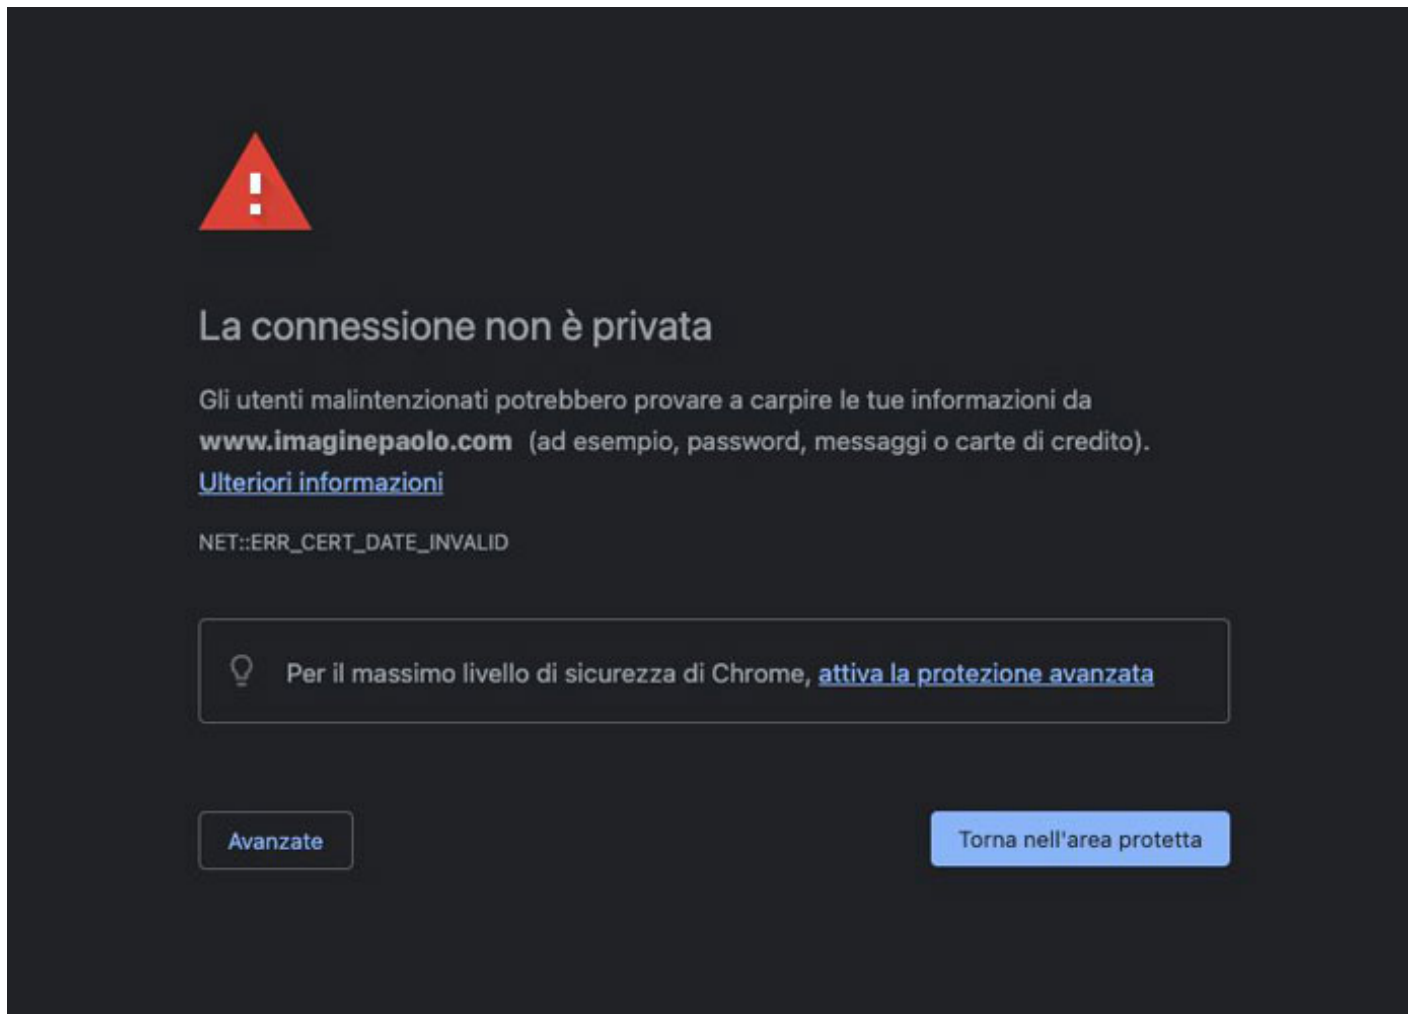 La connessione non è privata
Gli utenti malintenzionati potrebbero provare a carpire le tue informazioni da
www.imaginepaolo.com (ad esempio, password, messaggi o carte di credito).
Ulteriori informazioni
NET::ERR_CERT_DATE_INVALID
Per il massimo livello di sicurezza di Chrome, attiva la protezione avanzata
Avanzate
Torna nell'area protetta